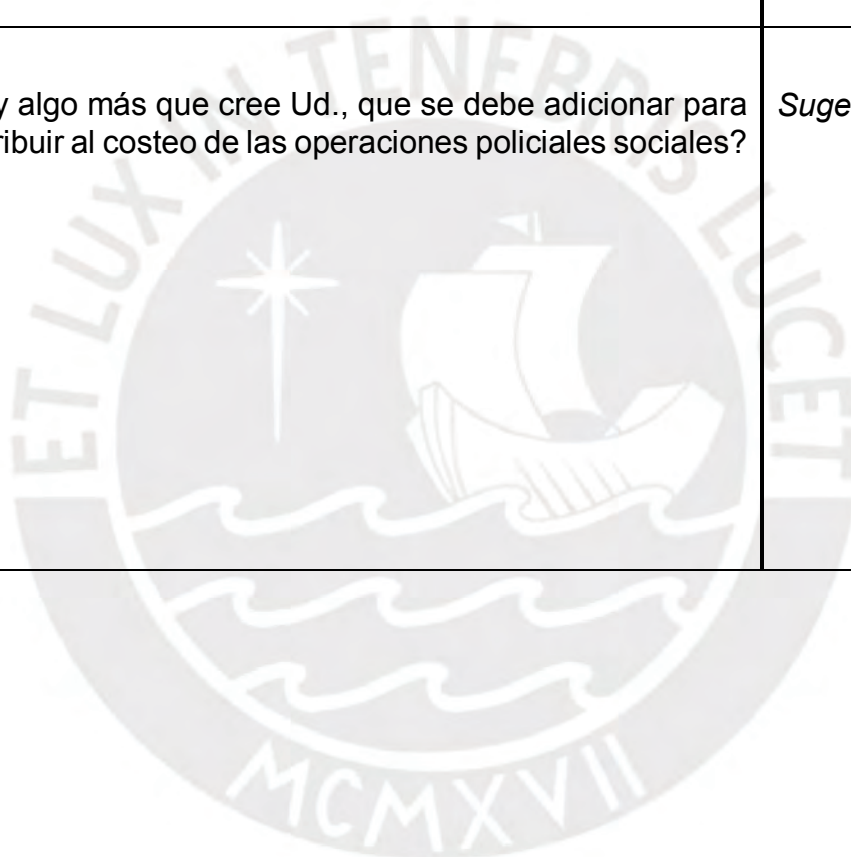 y algo más que cree Ud., que se debe adicionar para
ribuir al costeo de las operaciones policiales sociales?
Suge
ET LUX IN TENEBRIS LUCET
MCMXVII